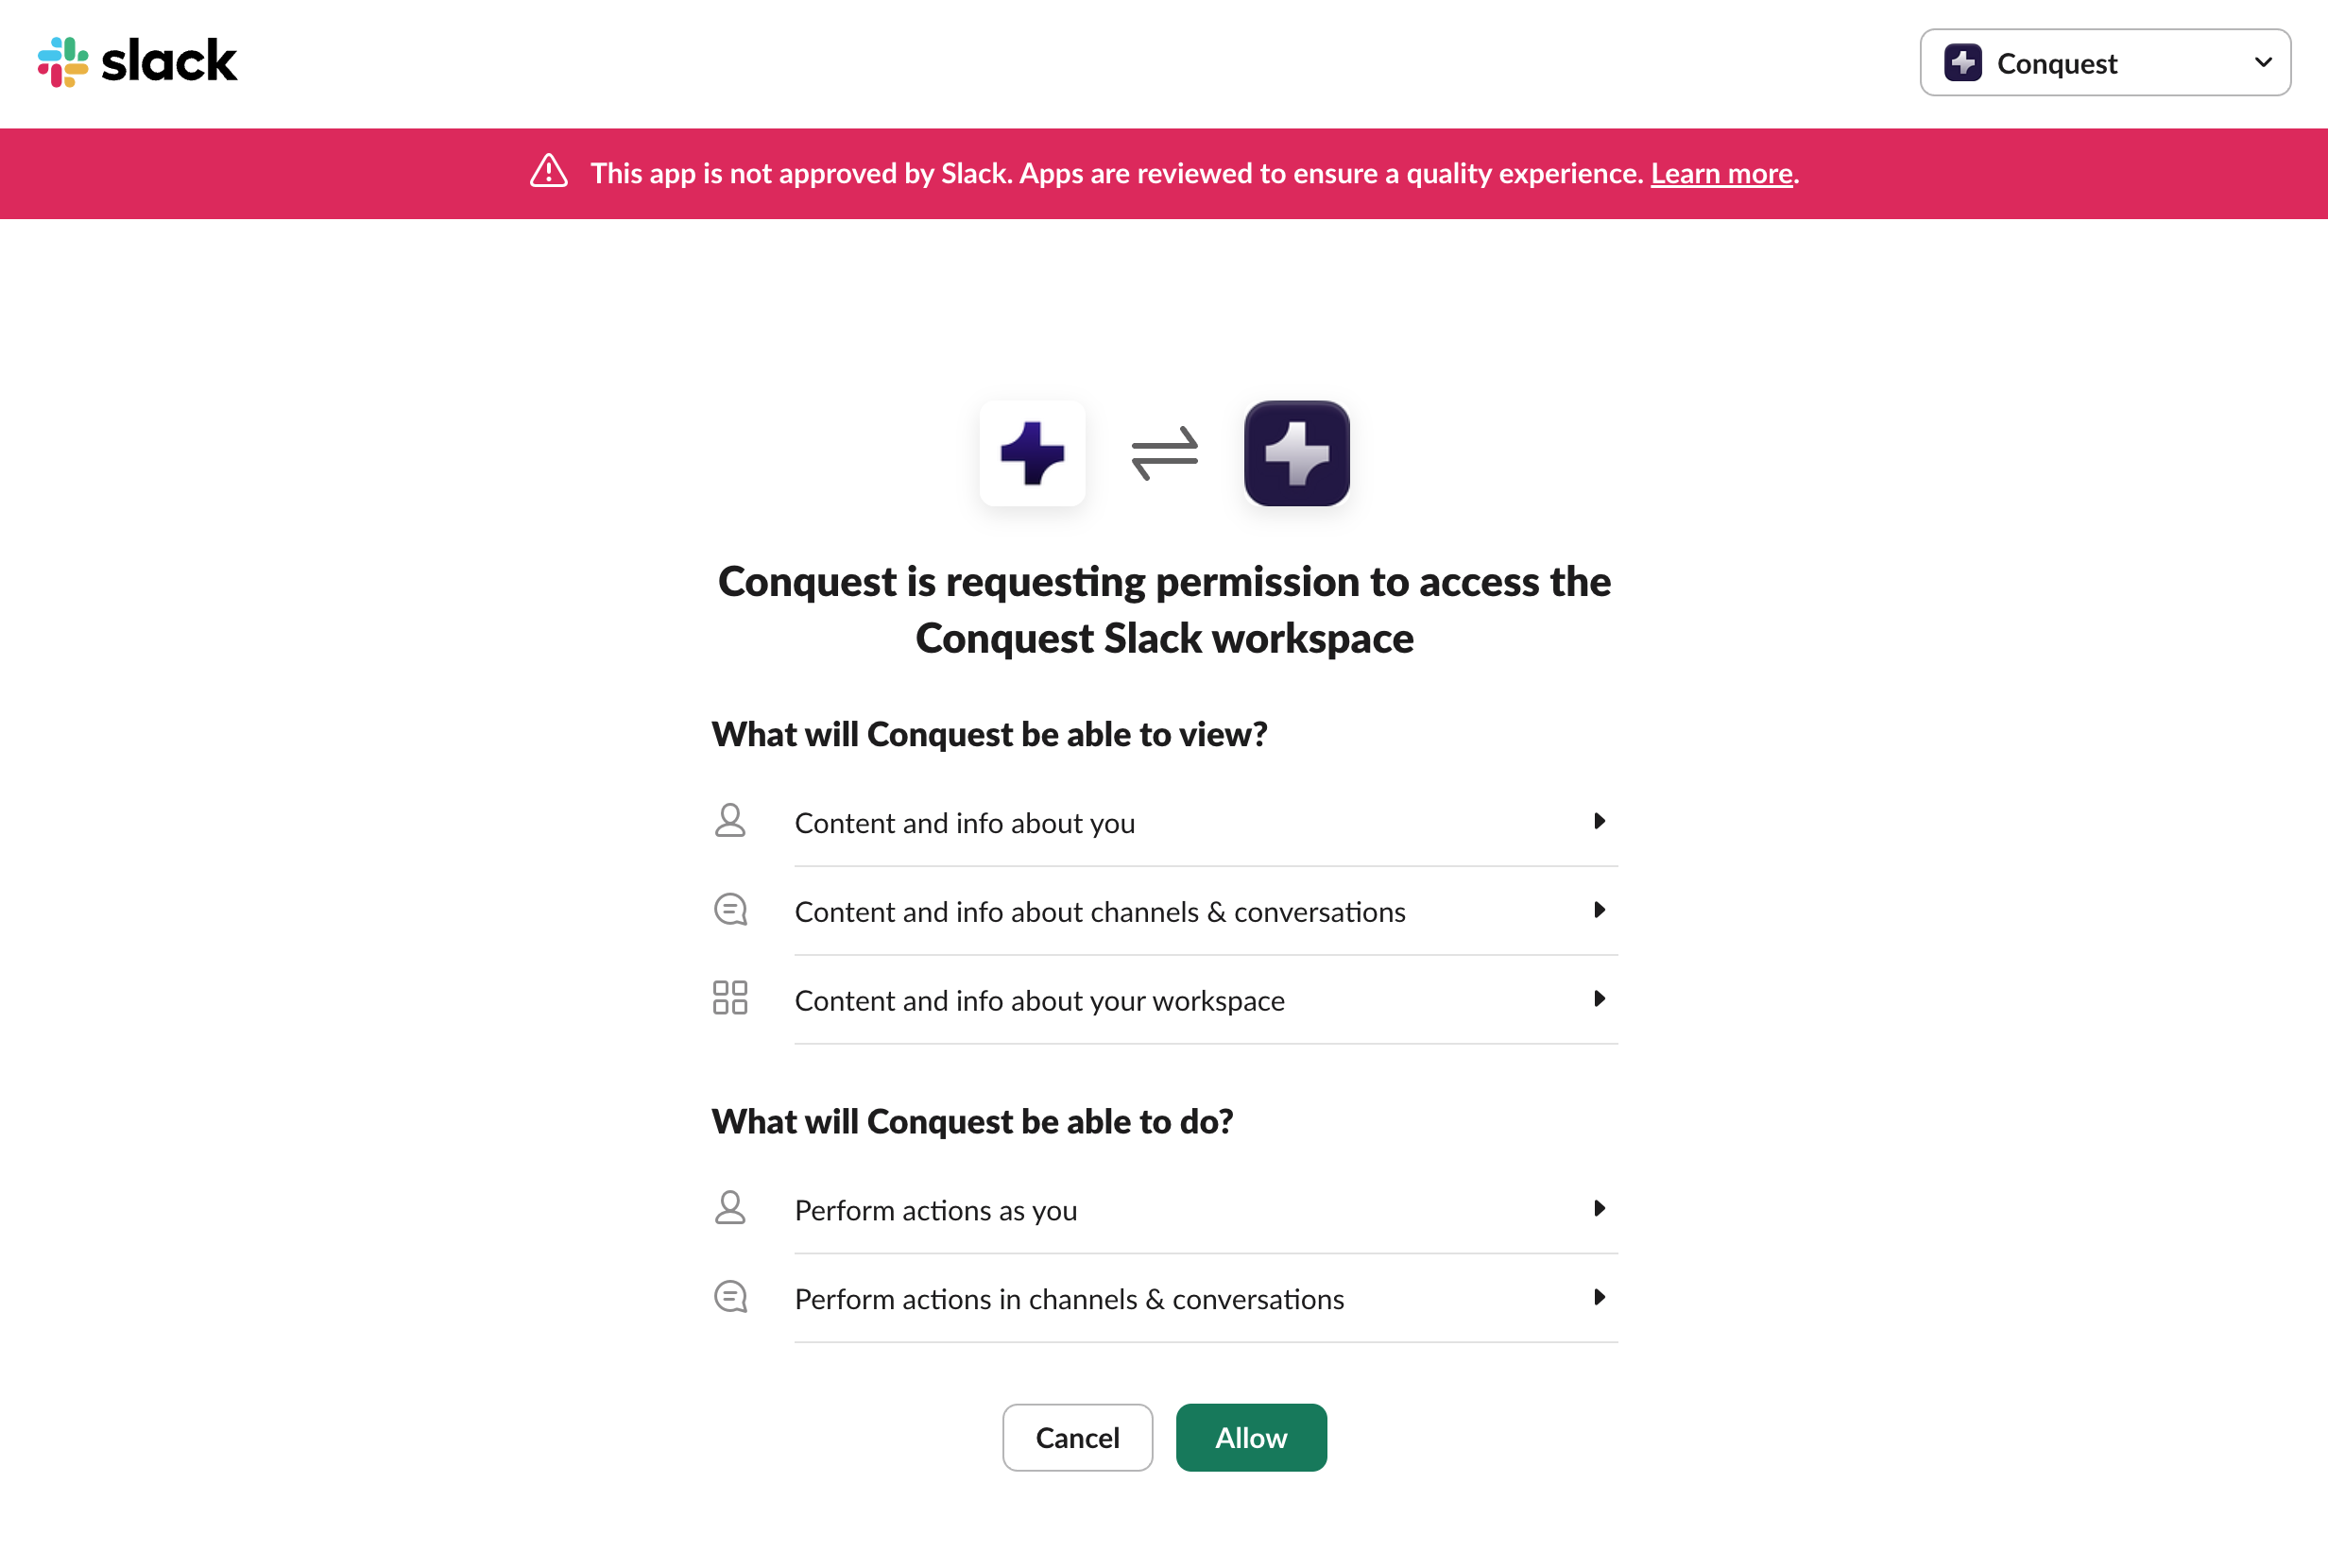 slack
Conquest
This app is not approved by Slack. Apps are reviewed to ensure a quality experience. Learn more.
Conquest is requesting permission to access the
Conquest Slack workspace
What will Conquest be able to view?
Content and info about you
Content and info about channels & conversations
Content and info about your workspace
What will Conquest be able to do?
Perform actions as you
Perform actions in channels & conversations
Cancel
Allow